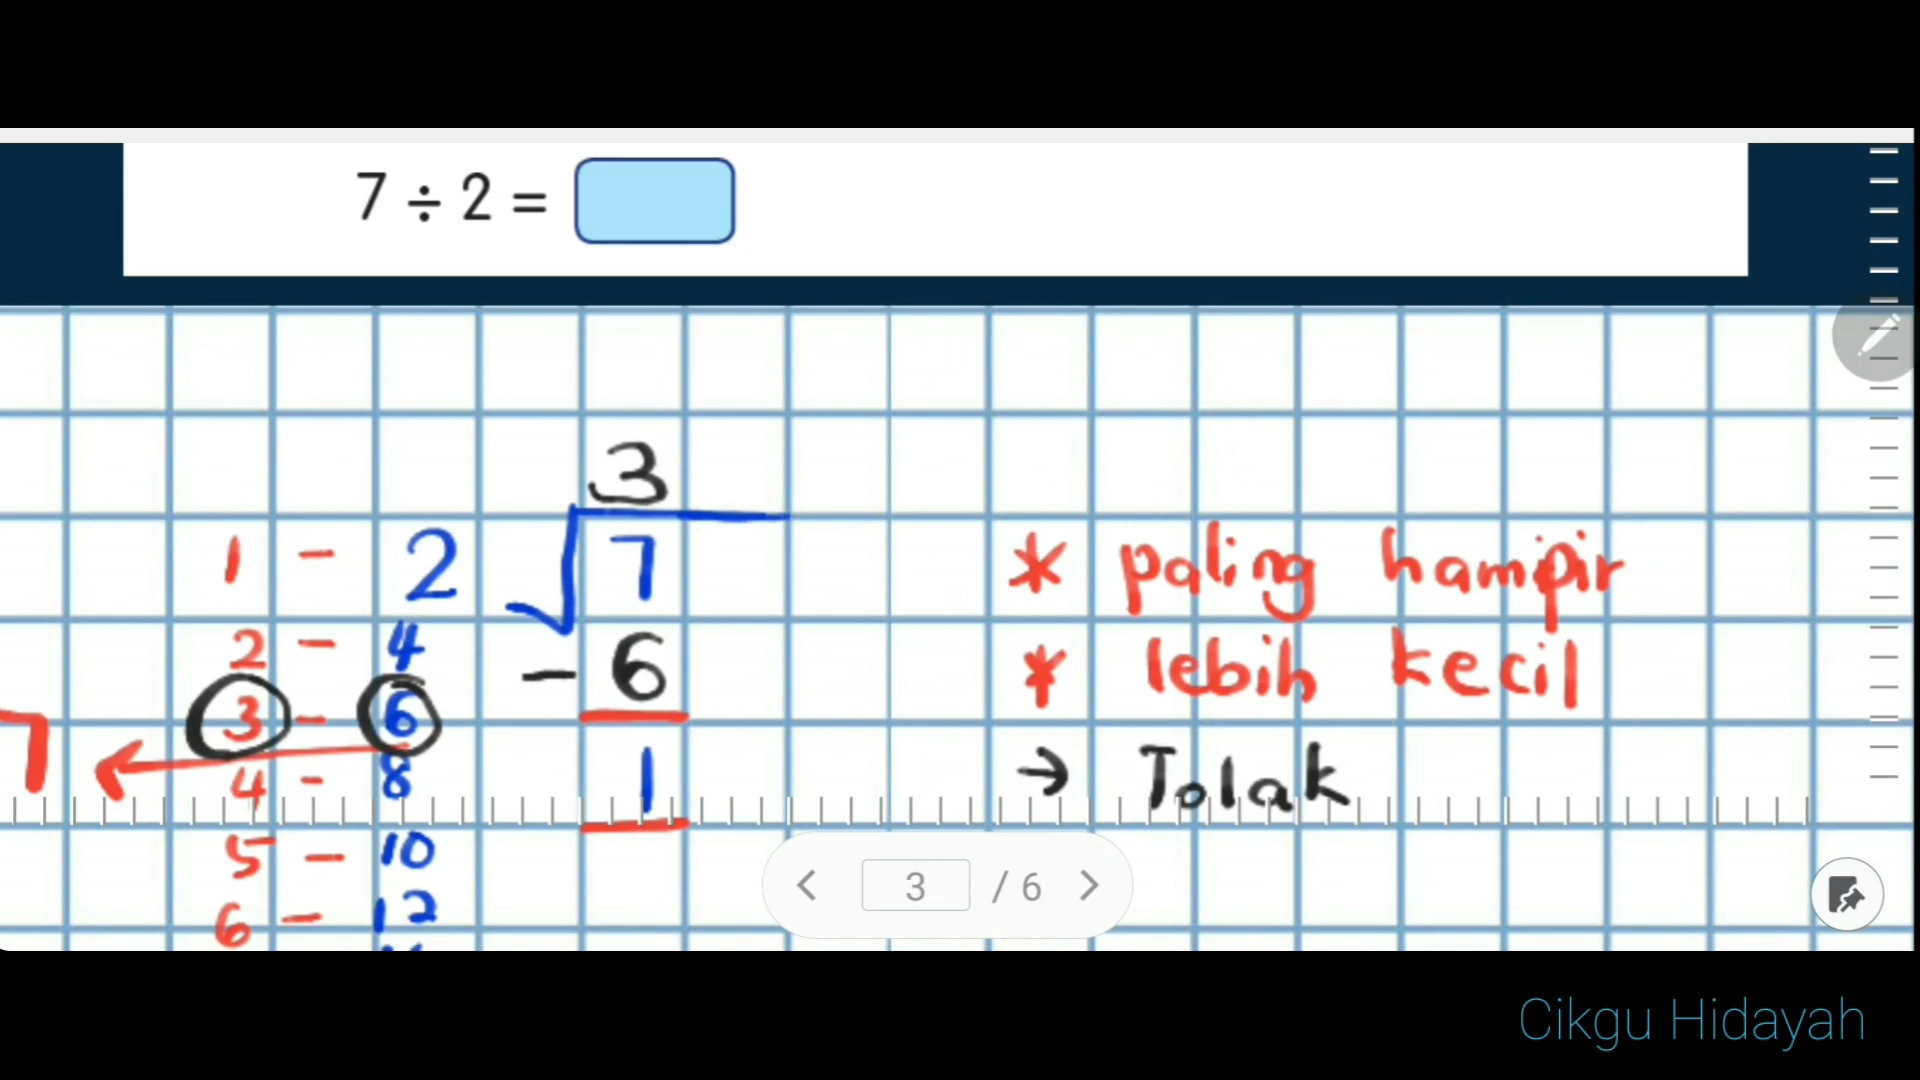 7 ÷ 2 =
3
1 - 2 7
2 - 4
- 6
3 - 6
7
4 - 8
1
5 - 10
6 - 12
* paling hampir
* lebih kecil
→ Tolak
3 / 6
Cikgu Hidayah